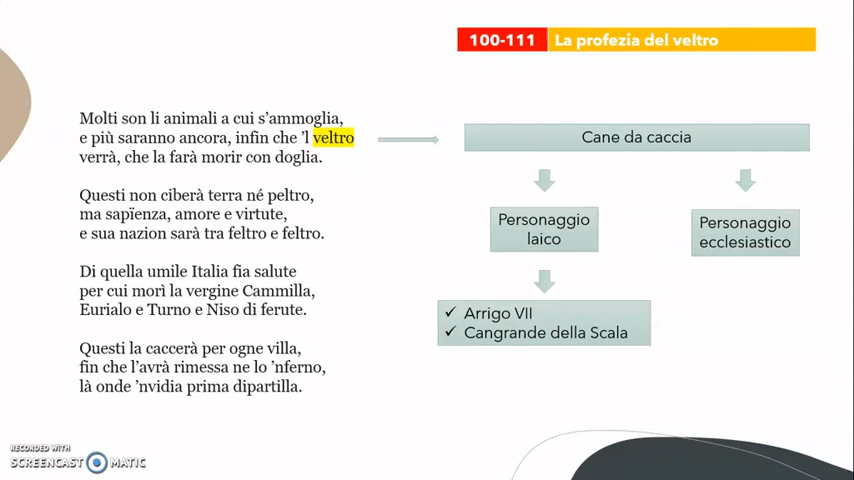 100-111 La profezia del veltro
Molti son li animali a cui s’ammoglia,
e più saranno ancora, infin che ’l veltro
verrà, che la farà morir con doglia.
Questi non ciberà terra né peltro,
ma sapïenza, amore e virtute,
e sua nazion sarà tra feltro e feltro.
Di quella umile Italia fia salute
per cui morì la vergine Cammilla,
Eurialo e Turno e Niso di ferute.
Questi la caccerà per ogne villa,
fin che l’avrà rimessa ne lo ’nferno,
là onde ’nvidia prima dipartilla.
Cane da caccia
Personaggio
laico
Personaggio
ecclesiastico
✓ Arrigo VII
✓ Cangrande della Scala
RECORDED WITH
SCREENCAST MATIC